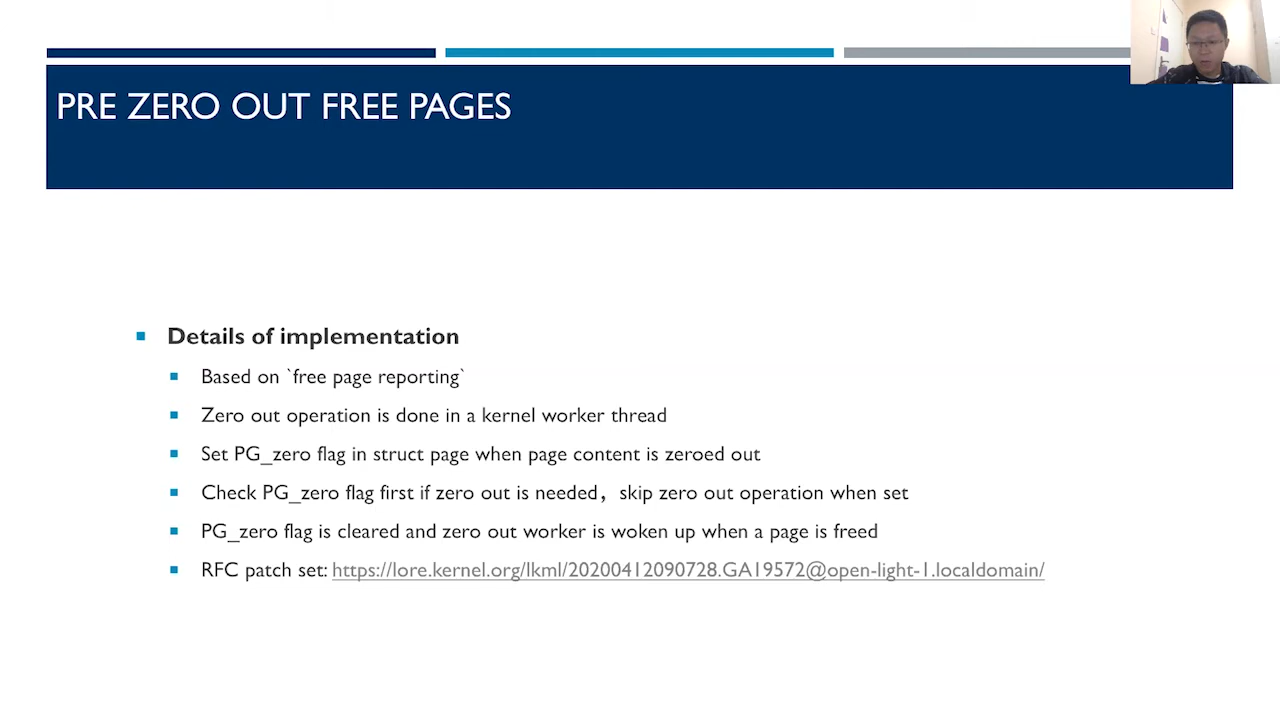 PRE ZERO OUT FREE PAGES
Details of implementation
Based on `free page reporting`
Zero out operation is done in a kernel worker thread
Set PG_zero flag in struct page when page content is zeroed out
Check PG_zero flag first if zero out is needed，skip zero out operation when set
PG_zero flag is cleared and zero out worker is woken up when a page is freed
RFC patch set: https://lore.kernel.org/lkml/20200412090728.GA19572@open-light-1.localdomain/